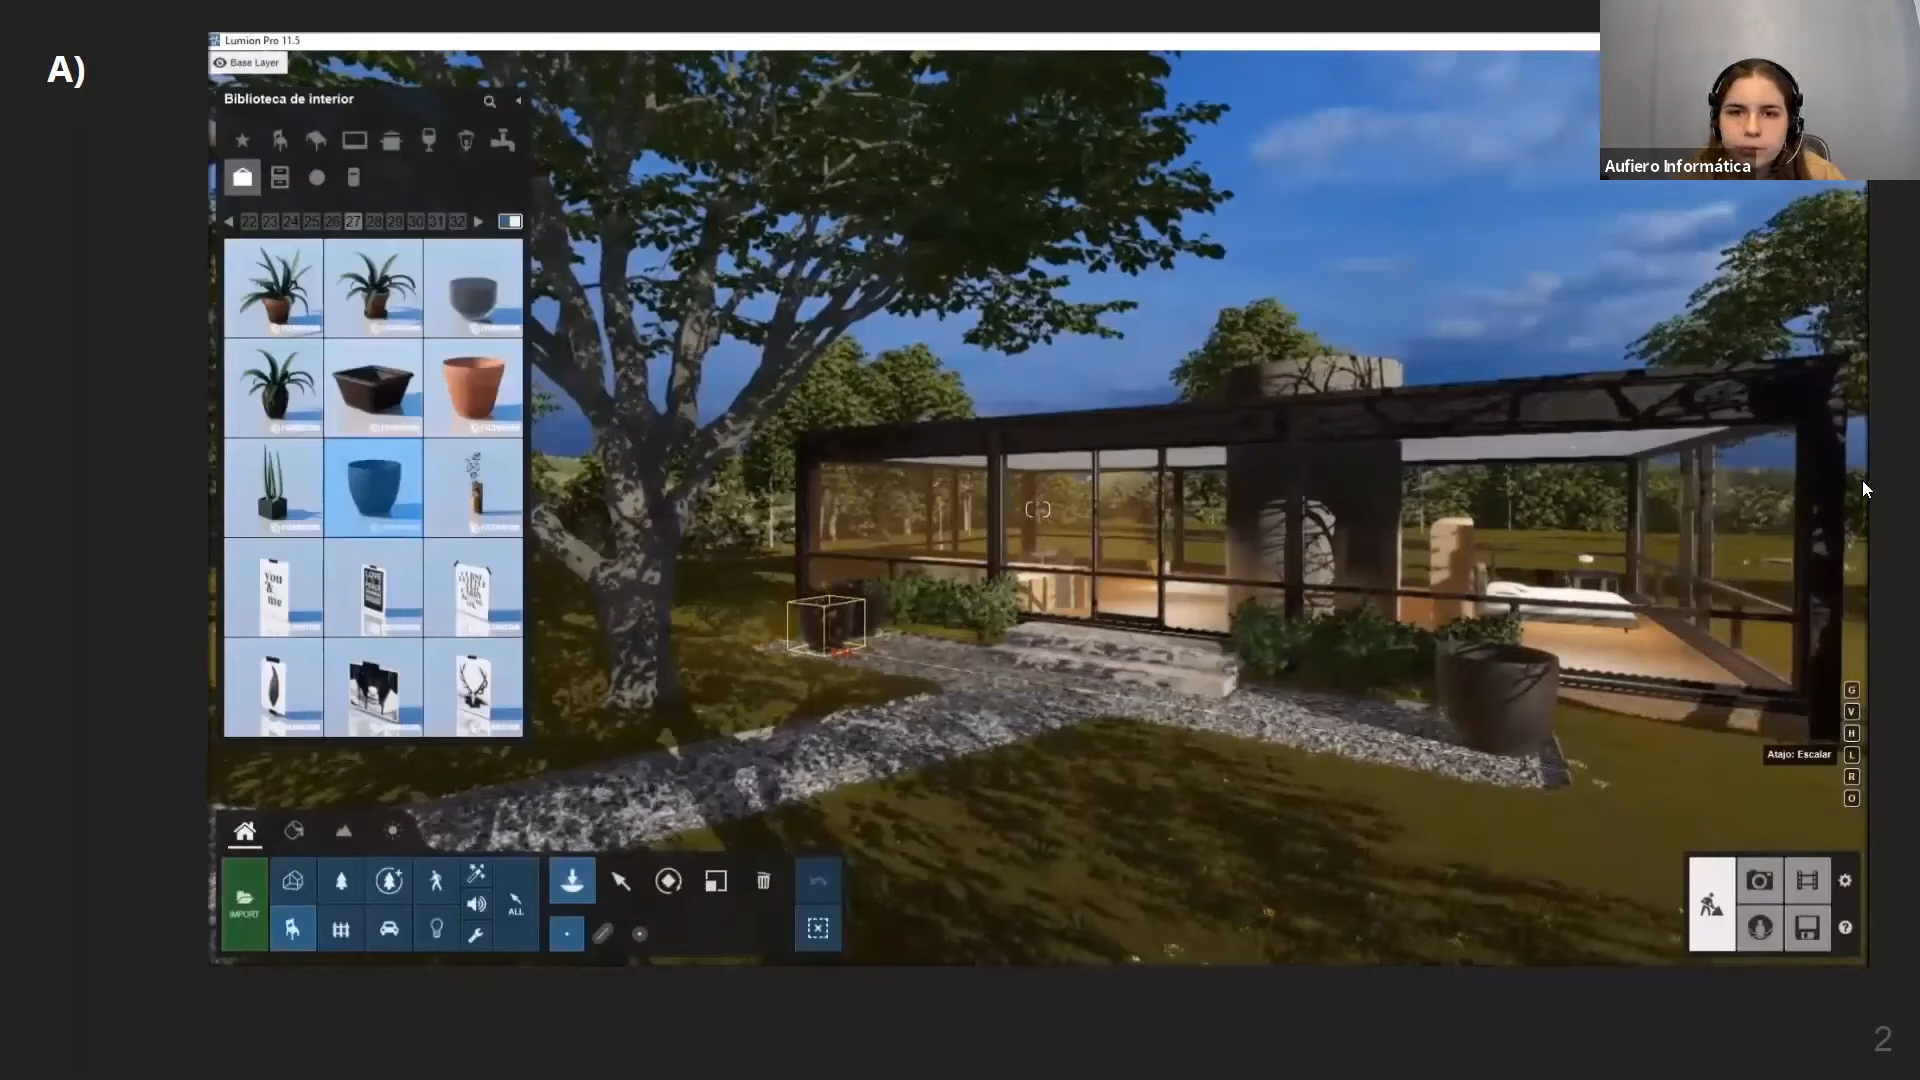 A)
Lumion Pro 11.5
Base Layer
Biblioteca de interior
22 23 24 25 26 27 28 29 30 31 32
you
&
me
Aufiero Informática
G
V
H
Atajo: Escalar
L
R
O
IMPORT
ALL
?
2